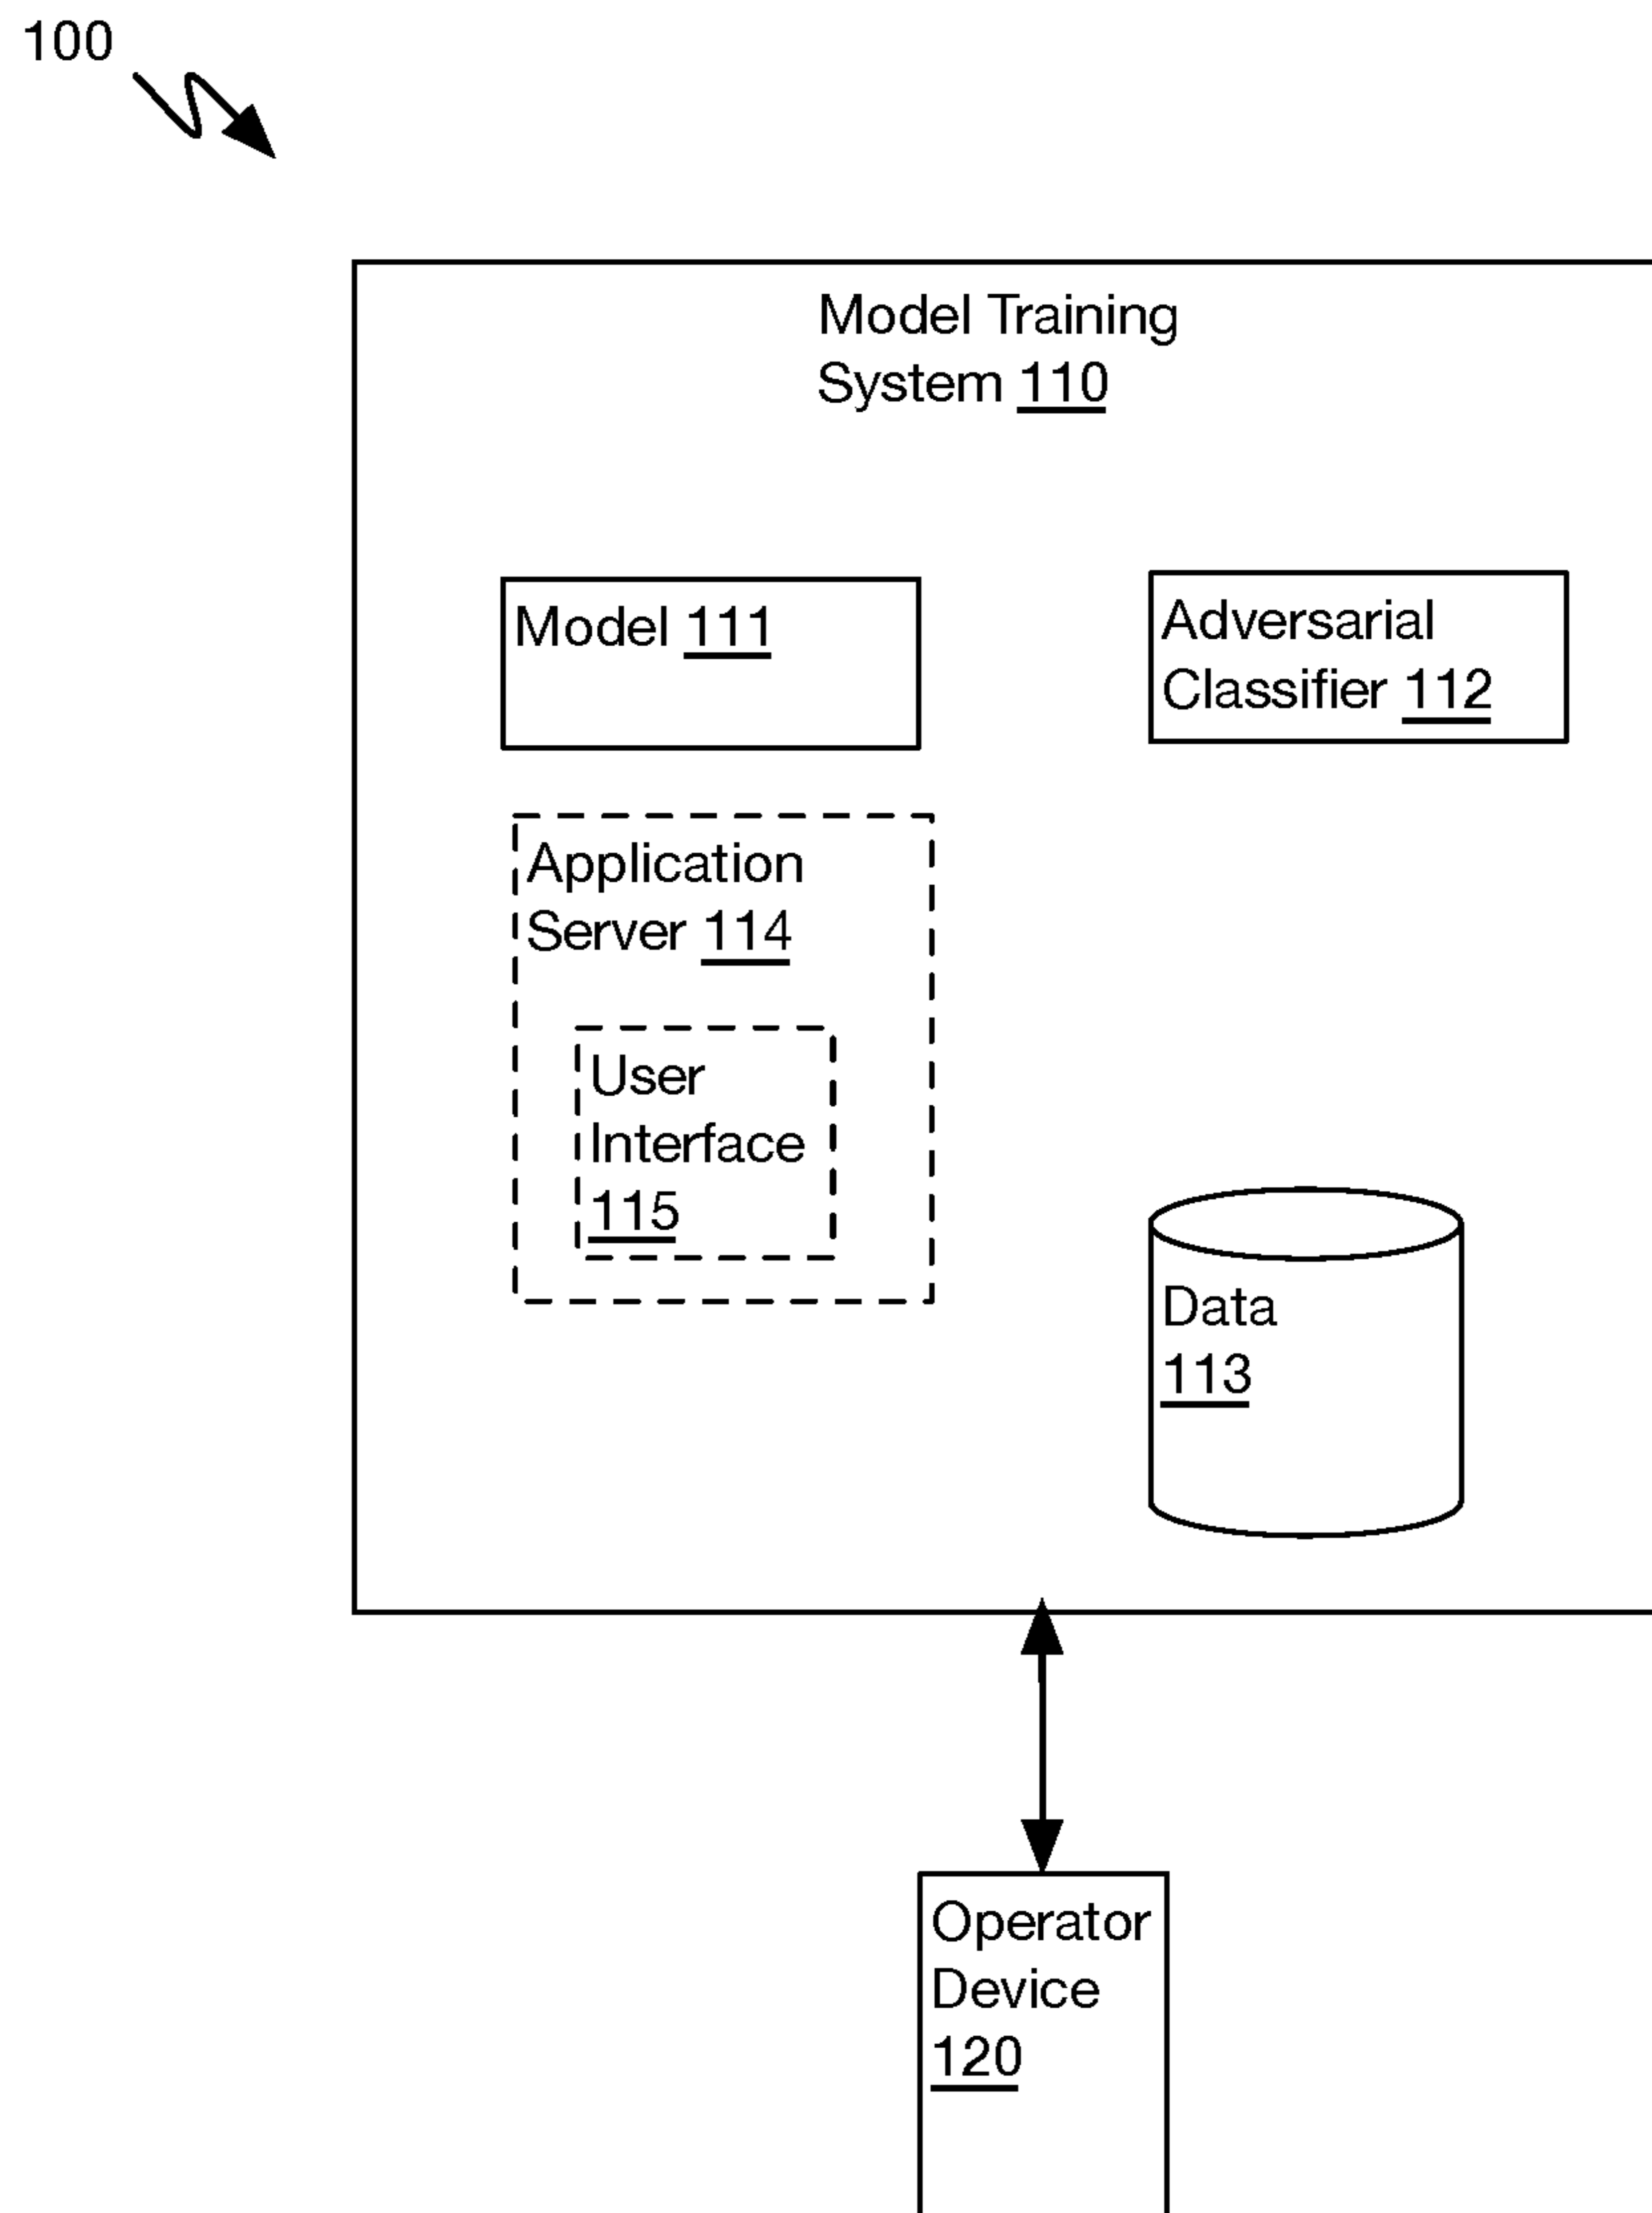 100
Model Training
System 110
Model 111
Adversarial
Classifier 112
Application
Server 114
User
Interface
115
Data
113
Operator
Device
120